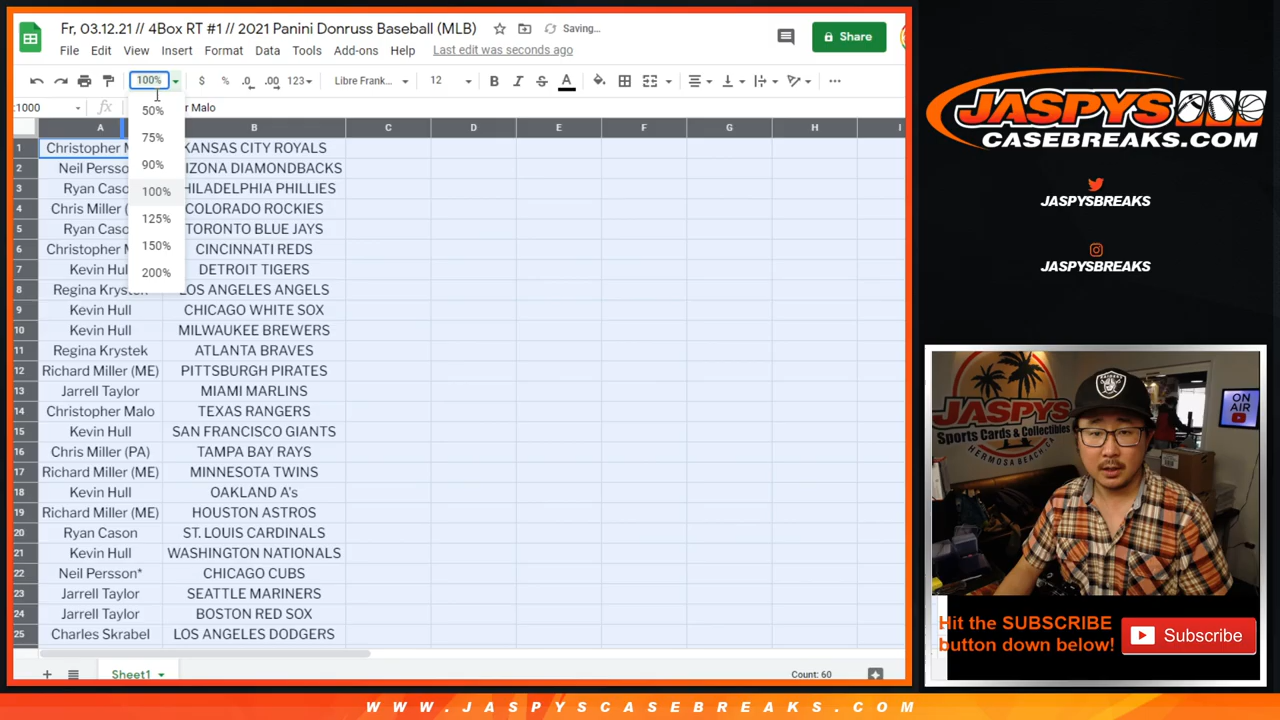 Fr, 03.12.21 // 4Box RT #1 // 2021 Panini Donruss Baseball (MLB) Saving...
File Edit View Insert Format Data Tools Add-ons Help Last edit was seconds ago
Share
100% $ % .0 .00 123 Libre Frank... 12 B I S A
:1000 fx r Malo
50%
75%
90%
100%
125%
150%
200%
A B C D E F G H I
1 Christopher M KANSAS CITY ROYALS
2 Neil Persso IZONA DIAMONDBACKS
3 Ryan Caso HILADELPHIA PHILLIES
4 Chris Miller ( COLORADO ROCKIES
5 Ryan Caso TORONTO BLUE JAYS
6 Christopher M CINCINNATI REDS
7 Kevin Hul DETROIT TIGERS
8 Regina Krystek LOS ANGELES ANGELS
9 Kevin Hull CHICAGO WHITE SOX
10 Kevin Hull MILWAUKEE BREWERS
11 Regina Krystek ATLANTA BRAVES
12 Richard Miller (ME) PITTSBURGH PIRATES
13 Jarrell Taylor MIAMI MARLINS
14 Christopher Malo TEXAS RANGERS
15 Kevin Hull SAN FRANCISCO GIANTS
16 Chris Miller (PA) TAMPA BAY RAYS
17 Richard Miller (ME) MINNESOTA TWINS
18 Kevin Hull OAKLAND A's
19 Richard Miller (ME) HOUSTON ASTROS
20 Ryan Cason ST. LOUIS CARDINALS
21 Kevin Hull WASHINGTON NATIONALS
22 Neil Persson* CHICAGO CUBS
23 Jarrell Taylor SEATTLE MARINERS
24 Jarrell Taylor BOSTON RED SOX
25 Charles Skrabel LOS ANGELES DODGERS
Sheet1 Count: 60
JASPYS
CASEBREAKS.COM
JASPYSBREAKS
JASPYSBREAKS
JASPYS
Sports Cards & Collectibles
HERMOSA BEACH, CA
ON
AIR
Hit the SUBSCRIBE
button down below!
Subscribe
WWW.JASPYSCASEBREAKS.COM